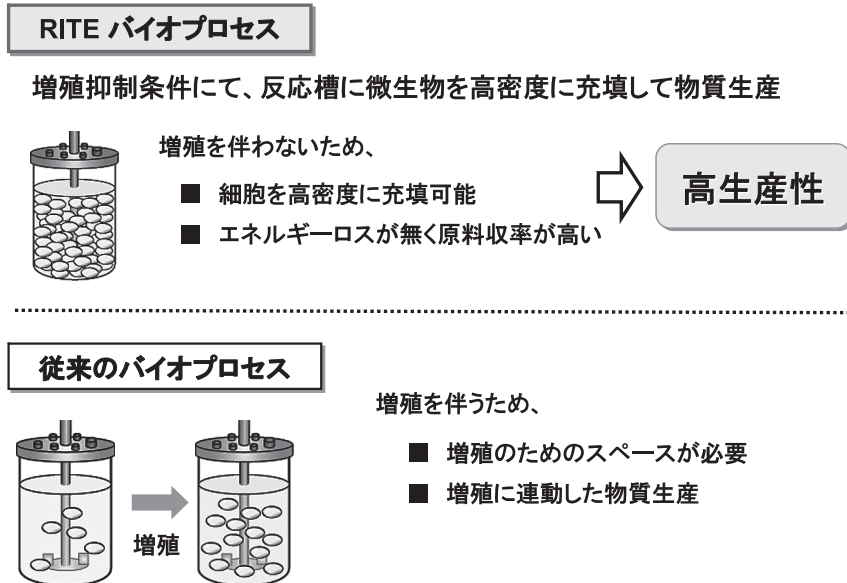 RITE バイオプロセス
増殖抑制条件にて、反応槽に微生物を高密度に充填して物質生産
増殖を伴わないため、
■ 細胞を高密度に充填可能
■ エネルギーロスが無く原料収率が高い
高生産性
従来のバイオプロセス
増殖を伴うため、
■ 増殖のためのスペースが必要
■ 増殖に連動した物質生産
増殖